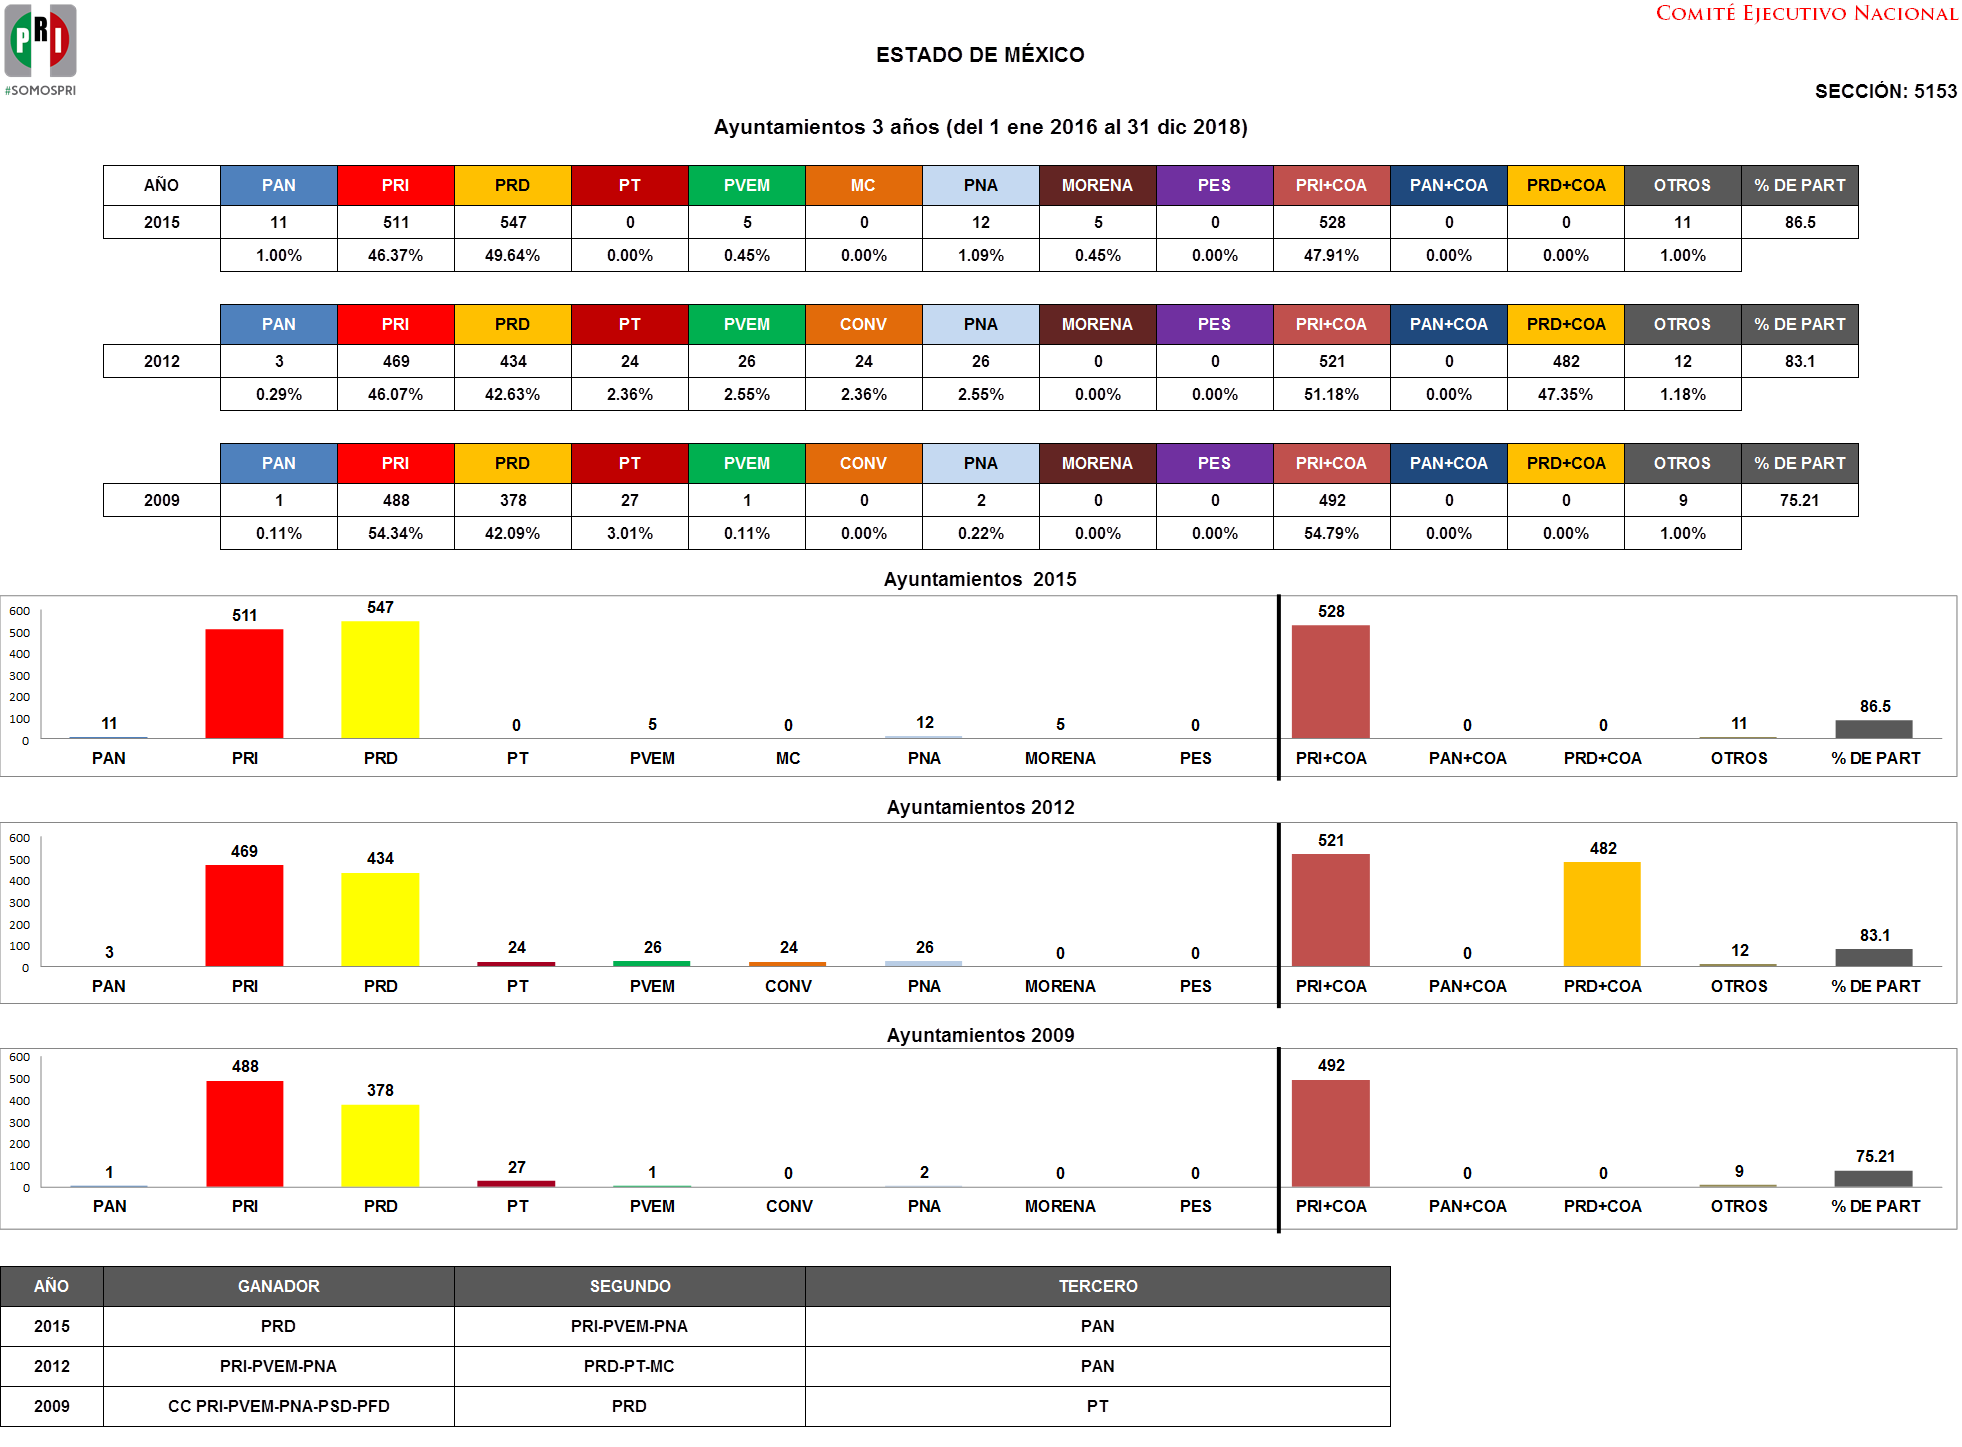 PRI
#SOMOSPRI
COMITÉ EJECUTIVO NACIONAL
ESTADO DE MÉXICO
SECCIÓN: 5153
Ayuntamientos 3 años (del 1 ene 2016 al 31 dic 2018)
AÑO PAN PRI PRD PT PVEM MC PNA MORENA PES PRI+COA PAN+COA PRD+COA OTROS % DE PART
2015 11 511 547 0 5 0 12 5 0 528 0 0 11 86.5
1.00% 46.37% 49.64% 0.00% 0.45% 0.00% 1.09% 0.45% 0.00% 47.91% 0.00% 0.00% 1.00%
PAN PRI PRD PT PVEM CONV PNA MORENA PES PRI+COA PAN+COA PRD+COA OTROS % DE PART
2012 3 469 434 24 26 24 26 0 0 521 0 482 12 83.1
0.29% 46.07% 42.63% 2.36% 2.55% 2.36% 2.55% 0.00% 0.00% 51.18% 0.00% 47.35% 1.18%
PAN PRI PRD PT PVEM CONV PNA MORENA PES PRI+COA PAN+COA PRD+COA OTROS % DE PART
2009 1 488 378 27 1 0 2 0 0 492 0 0 9 75.21
0.11% 54.34% 42.09% 3.01% 0.11% 0.00% 0.22% 0.00% 0.00% 54.79% 0.00% 0.00% 1.00%
Ayuntamientos 2015
600
500
400
300
200
100
0
11 511 547 0 5 0 12 5 0 528 0 0 11 86.5
PAN PRI PRD PT PVEM MC PNA MORENA PES PRI+COA PAN+COA PRD+COA OTROS % DE PART
Ayuntamientos 2012
600
500
400
300
200
100
0
3 469 434 24 26 24 26 0 0 521 0 482 12 83.1
PAN PRI PRD PT PVEM CONV PNA MORENA PES PRI+COA PAN+COA PRD+COA OTROS % DE PART
Ayuntamientos 2009
600
500
400
300
200
100
0
1 488 378 27 1 0 2 0 0 492 0 0 9 75.21
PAN PRI PRD PT PVEM CONV PNA MORENA PES PRI+COA PAN+COA PRD+COA OTROS % DE PART
AÑO GANADOR SEGUNDO TERCERO
2015 PRD PRI-PVEM-PNA PAN
2012 PRI-PVEM-PNA PRD-PT-MC PAN
2009 CC PRI-PVEM-PNA-PSD-PFD PRD PT